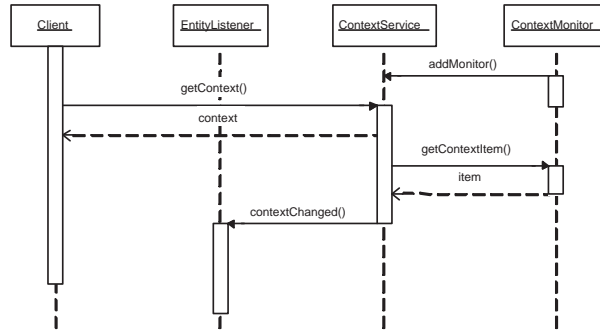 Client
EntityListener
ContextService
ContextMonitor
addMonitor()
getContext()
context
getContextItem()
item
contextChanged()